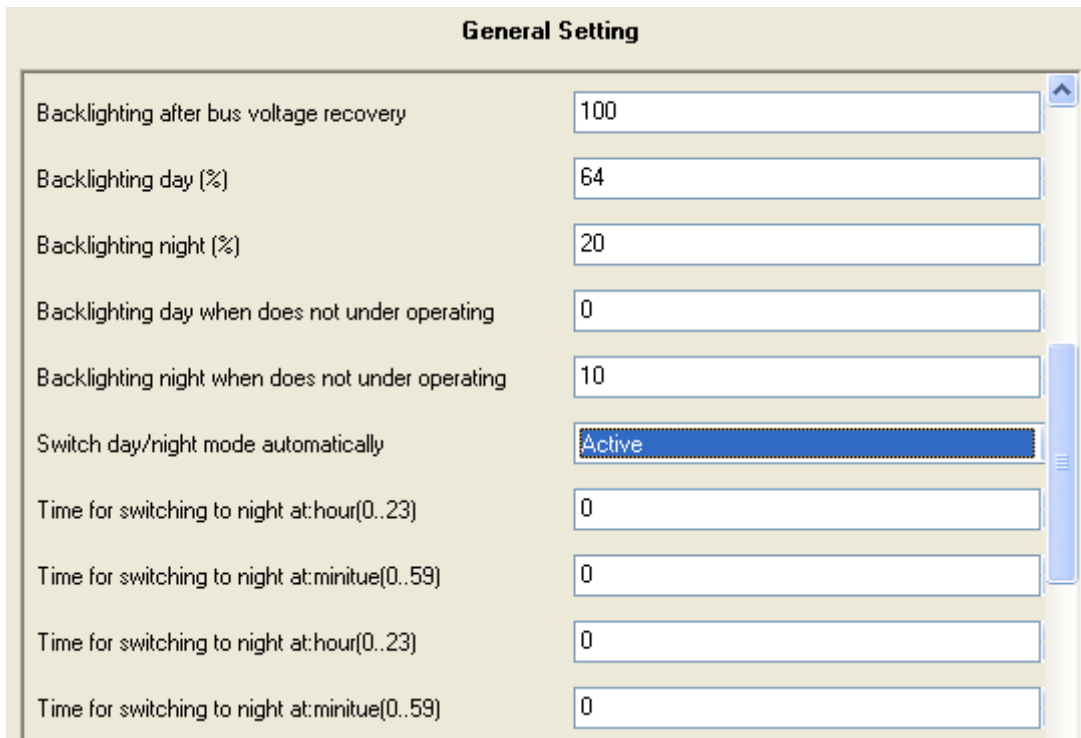 General Setting
Backlighting after bus voltage recovery 100
Backlighting day (%) 64
Backlighting night (%) 20
Backlighting day when does not under operating 0
Backlighting night when does not under operating 10
Switch day/night mode automatically Active
Time for switching to night at:hour(0..23) 0
Time for switching to night at:minitue(0..59) 0
Time for switching to night at:hour(0..23) 0
Time for switching to night at:minitue(0..59) 0